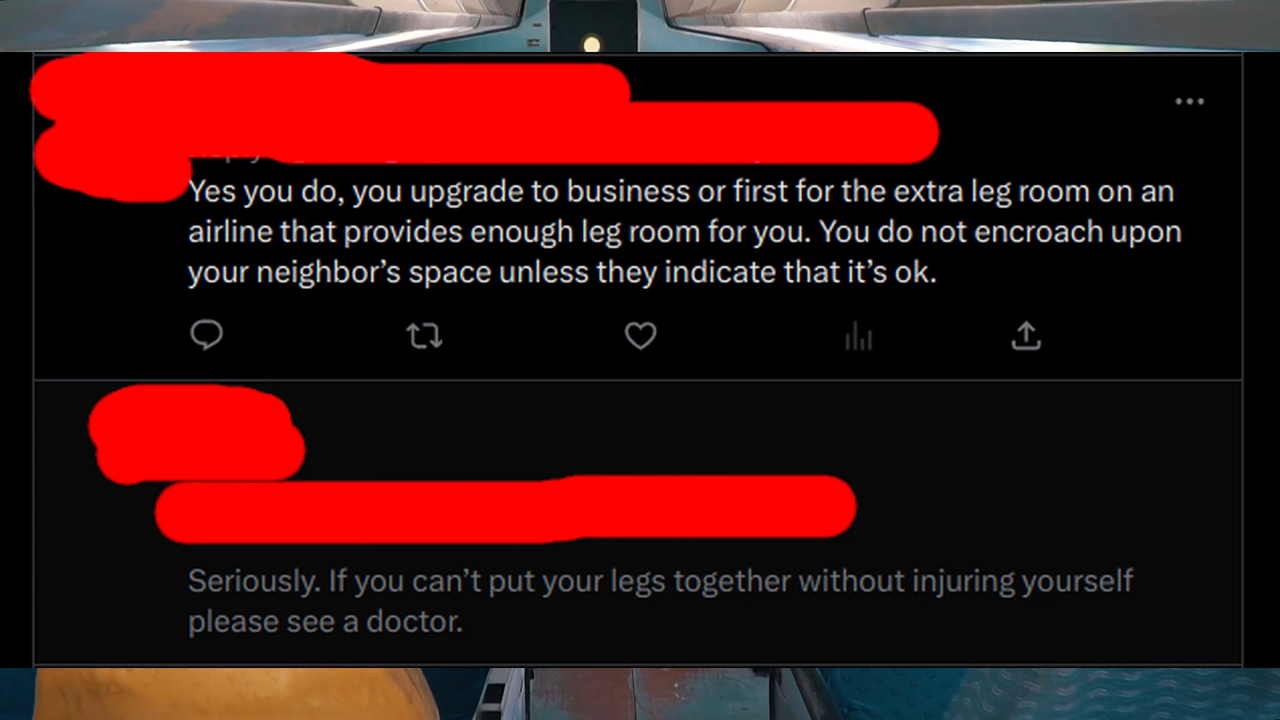 Yes you do, you upgrade to business or first for the extra leg room on an
airline that provides enough leg room for you. You do not encroach upon
your neighbor’s space unless they indicate that it’s ok.
Seriously. If you can’t put your legs together without injuring yourself
please see a doctor.